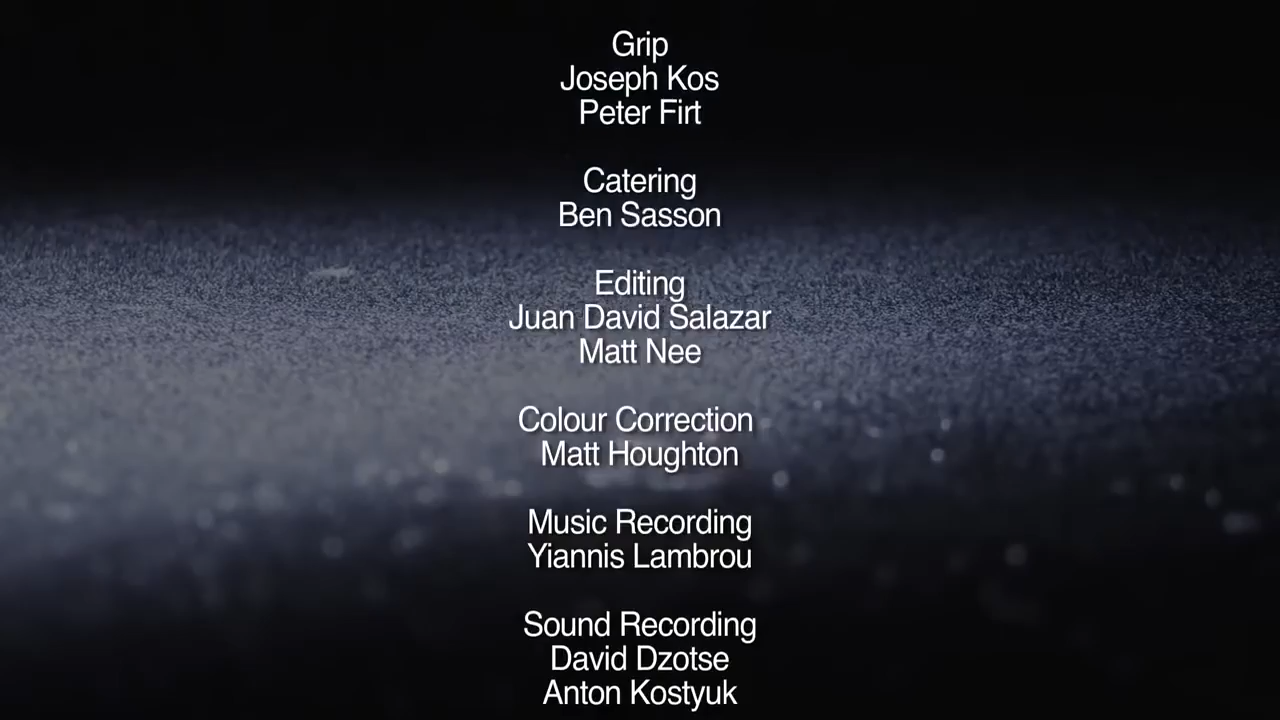 Grip
Joseph Kos
Peter Firt
Catering
Ben Sasson
Editing
Juan David Salazar
Matt Nee
Colour Correction
Matt Houghton
Music Recording
Yiannis Lambrou
Sound Recording
David Dzotse
Anton Kostyuk